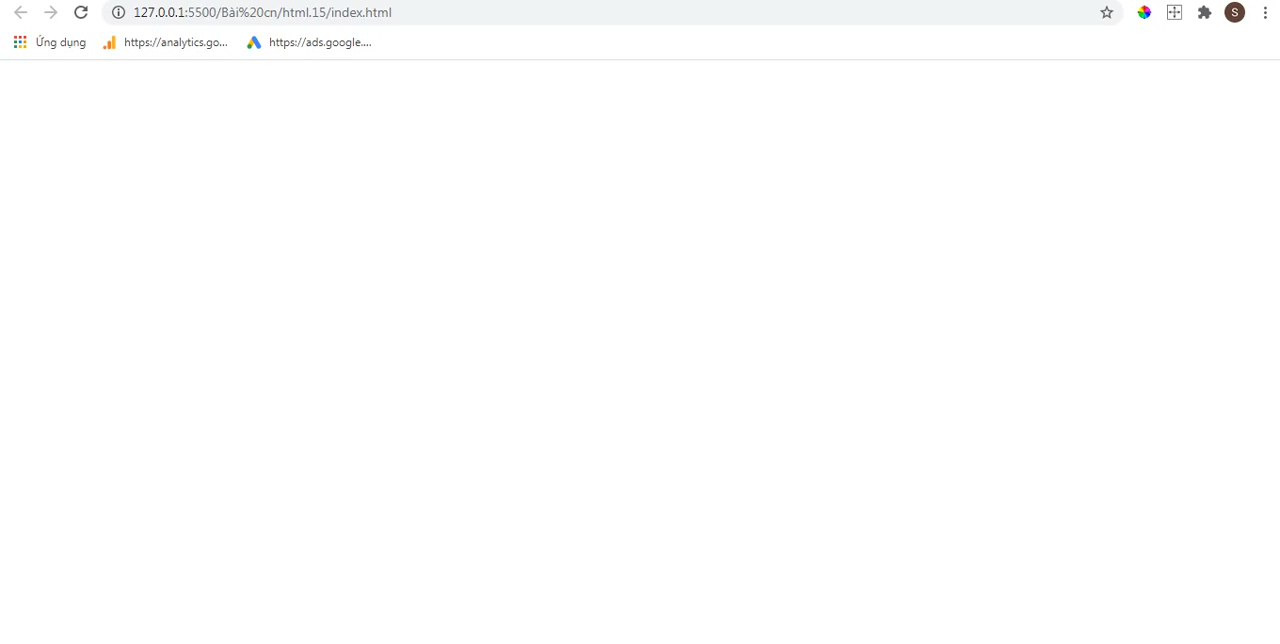 127.0.0.1:5500/Bài%20cn/html.15/index.html
S
Ứng dụng https://analytics.go... https://ads.google....